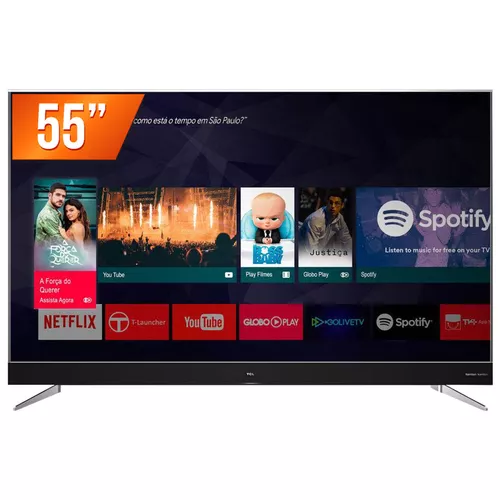 55”
como está o tempo em São Paulo?”
A FORÇA
DO
QUERER
BOSS
BABY
Justiça
Spotify
Listen to music for free on your TV
A Força do
Querer
Assista Agora
You Tube
Play Filmes
Globo Play
Spotify
NETFLIX
T-Launcher
YouTube
GLOBO PLAY
GOLIVETV
Spotify
TCL